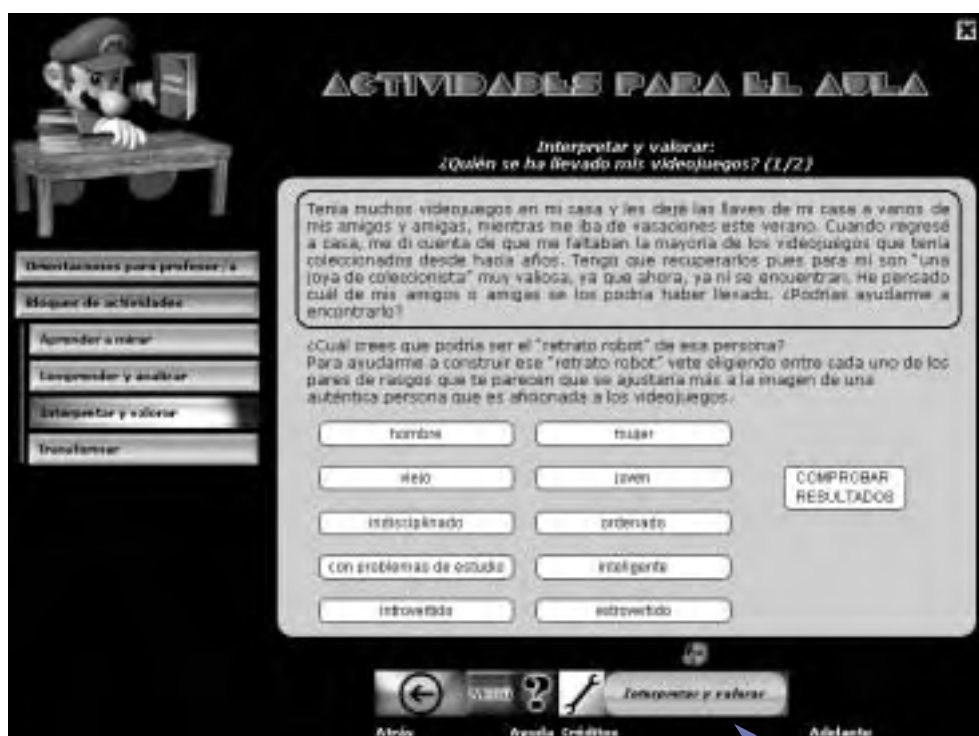 ACTIVIDADES PARA EL AULA
Interpretar y valorar:
¿Quién se ha llevado mis videojuegos? (1/2)
Tenía muchos videojuegos en mi casa y les dejé las llaves de mi casa a varios de
mis amigos y amigas, mientras me iba de vacaciones este verano. Cuando regresé
a casa, me di cuenta de que me faltaban la mayoría de los videojuegos que tenía
coleccionados desde hacía años. Tengo que recuperarlos pues para mi son "una
joya de coleccionista" muy valiosa, ya que ahora, ya ni se encuentran. He pensado
cuál de mis amigos o amigas se los podría haber llevado. ¿Podrías ayudarme a
encontrarlo?
¿Cuál crees que podría ser el "retrato robot" de esa persona?
Para ayudarme a construir ese "retrato robot" vete eligiendo entre cada uno de los
pares de rasgos que te parecen que se ajustaría más a la imagen de una
auténtica persona que es aficionada a los videojuegos.
hombre
mujer
viejo
joven
indisciplinado
ordenado
con problemas de estudio
inteligente
introvertido
extrovertido
COMPROBAR
RESULTADOS
Orientaciones para profesor/a
Bloques de actividades
Aprender a mirar
Comprender y analizar
Interpretar y valorar
Transformar
?
Interpretar y valorar
Atrás
Ayuda
Créditos
Adelante